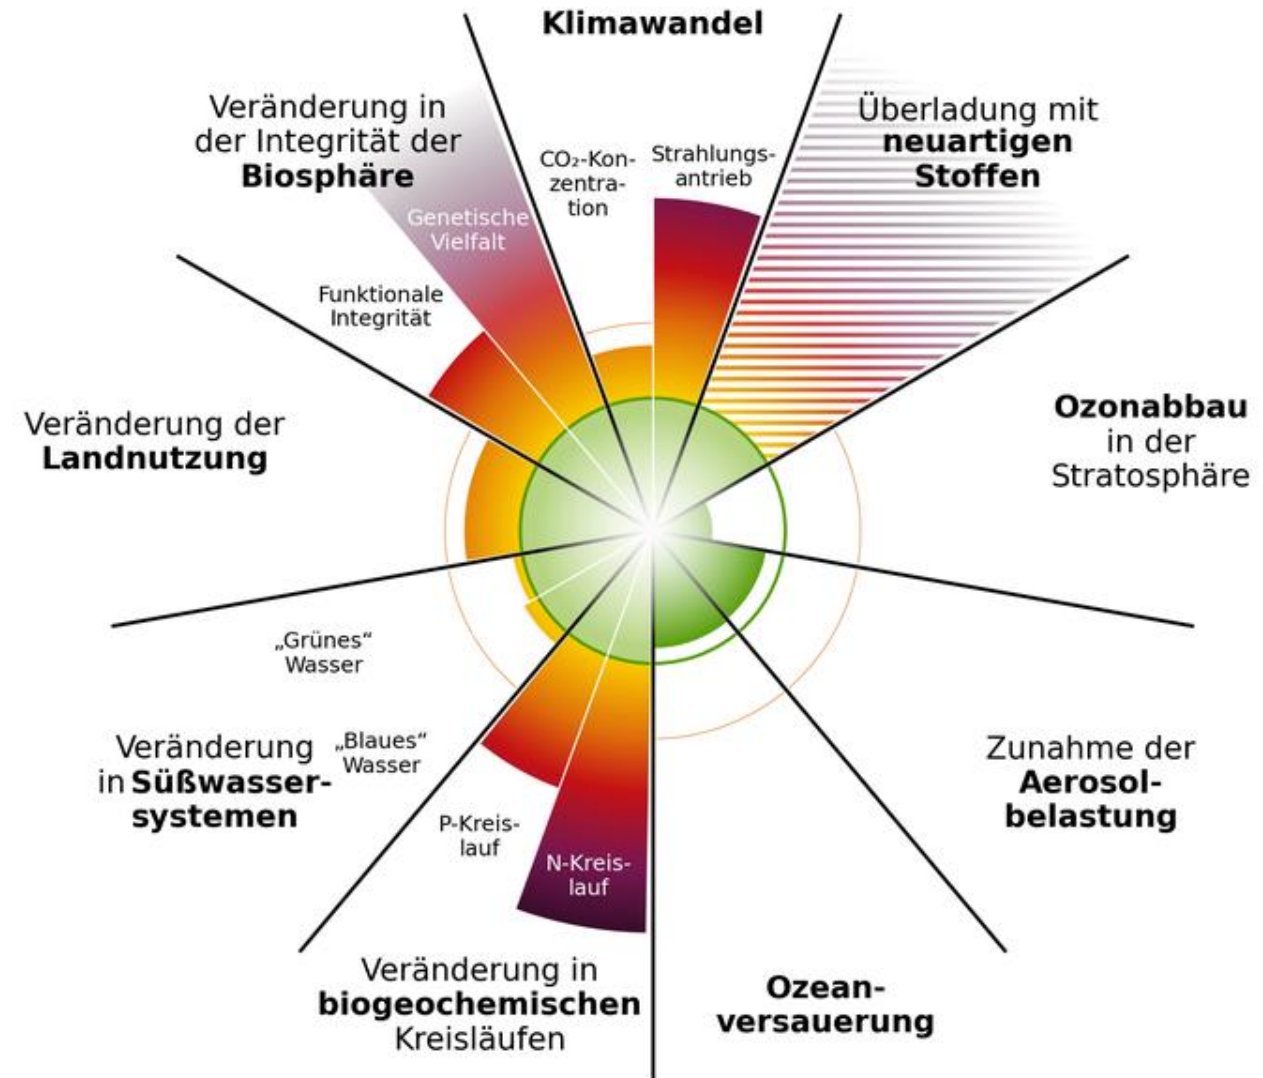 Klimawandel
CO₂-Kon-
zentra-
tion
Strahlungs-
antrieb
Überladung mit
neuartigen
Stoffen
Ozonabbau
in der
Stratosphäre
Zunahme der
Aerosol-
belastung
Ozean-
versauerung
Veränderung in
biogeochemischen
Kreisläufen
N-Kreis-
lauf
P-Kreis-
lauf
Veränderung
in Süßwasser-
systemen
„Blaues“
Wasser
„Grünes“
Wasser
Veränderung der
Landnutzung
Veränderung in
der Integrität der
Biosphäre
Funktionale
Integrität
Genetische
Vielfalt